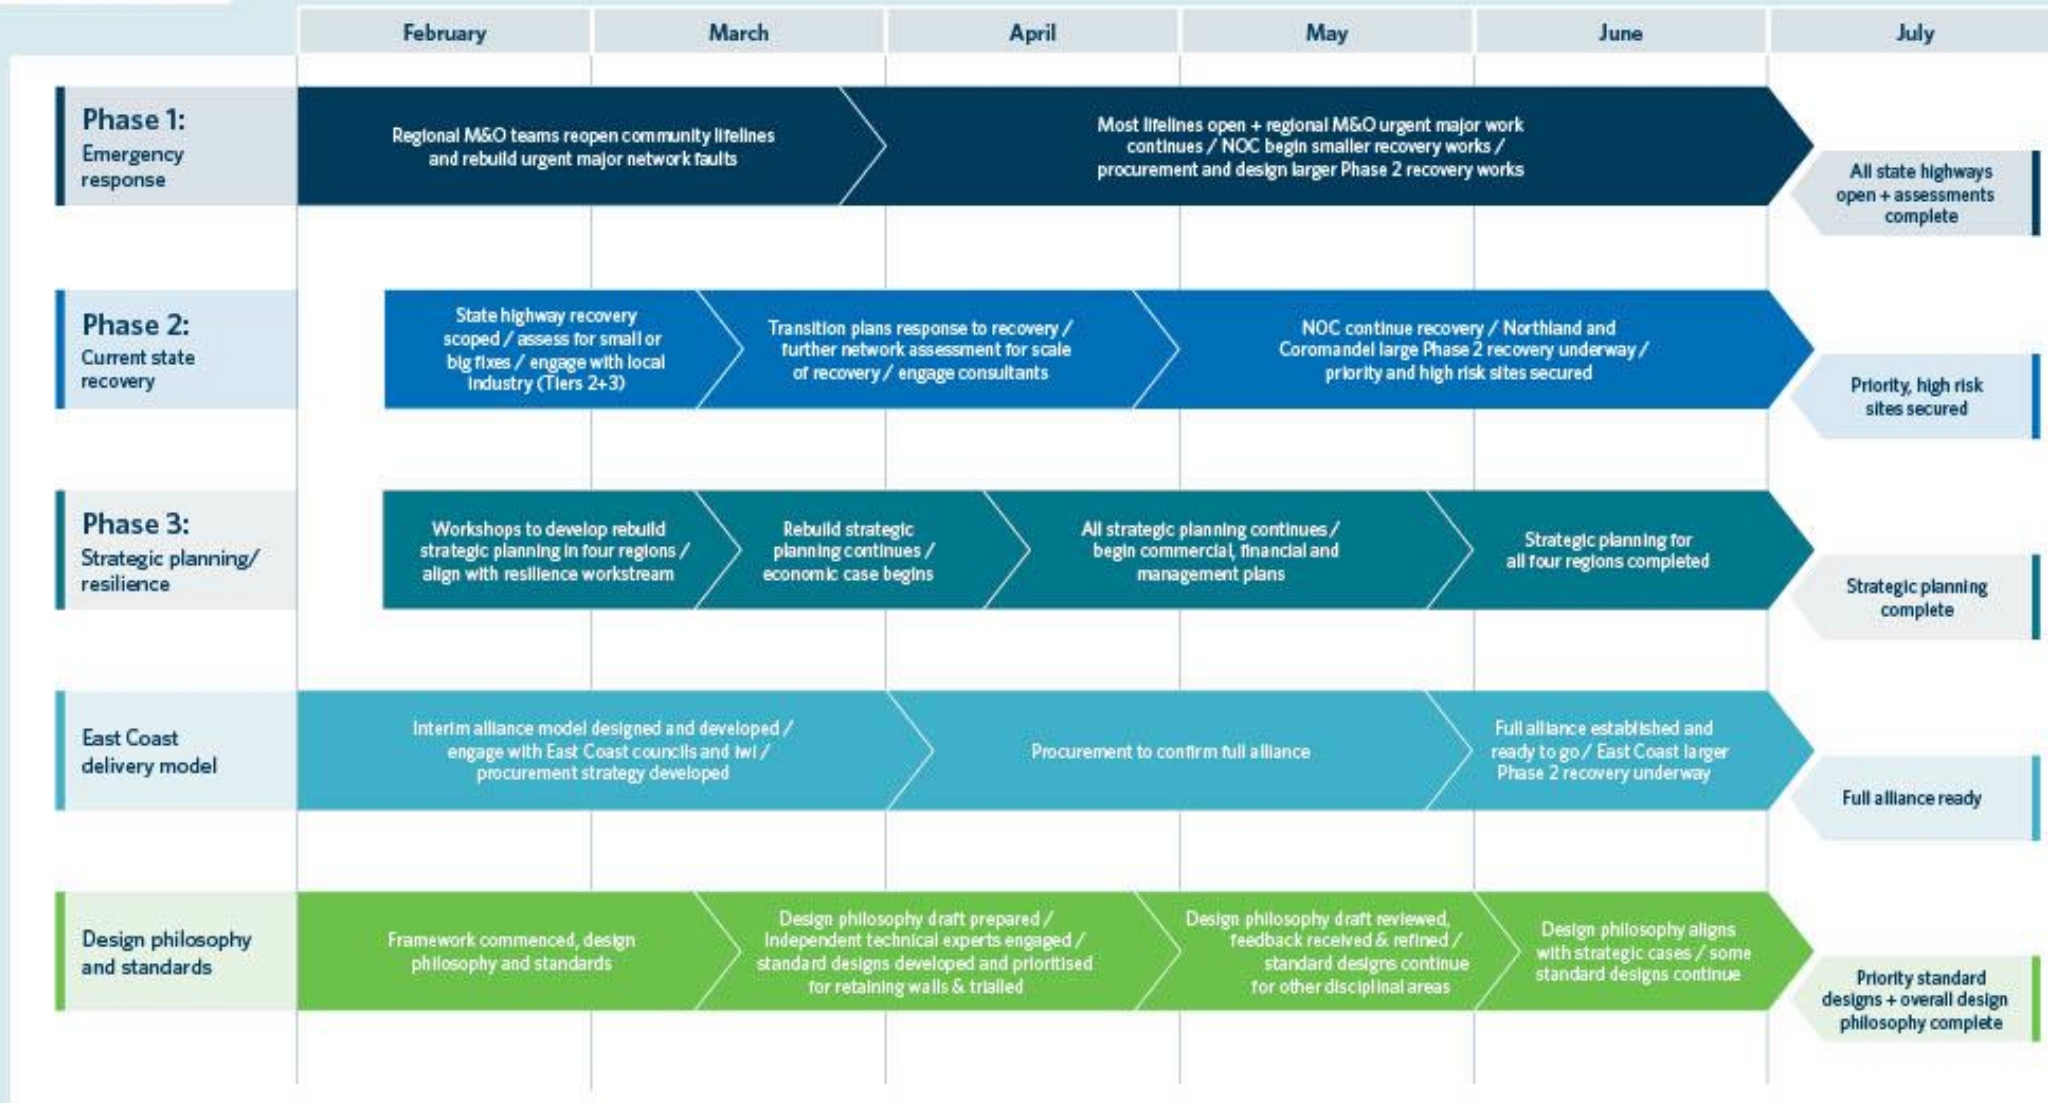 February
March
April
May
June
July
Phase 1:
Emergency
response
Regional M&O teams reopen community lifelines
and rebuild urgent major network faults
Most lifelines open + regional M&O urgent major work
continues / NOC begin smaller recovery works /
procurement and design larger Phase 2 recovery works
All state highways
open + assessments
complete
Phase 2:
Current state
recovery
State highway recovery
scoped / assess for small or
big fixes / engage with local
industry (Tiers 2+3)
Transition plans response to recovery /
further network assessment for scale
of recovery / engage consultants
NOC continue recovery / Northland and
Coromandel large Phase 2 recovery underway /
priority and high risk sites secured
Priority, high risk
sites secured
Phase 3:
Strategic planning/
resilience
Workshops to develop rebuild
strategic planning in four regions /
align with resilience workstream
Rebuild strategic
planning continues /
economic case begins
All strategic planning continues /
begin commercial, financial and
management plans
Strategic planning for
all four regions completed
Strategic planning
complete
East Coast
delivery model
Interim alliance model designed and developed /
engage with East Coast councils and iwi /
procurement strategy developed
Procurement to confirm full alliance
Full alliance established and
ready to go / East Coast larger
Phase 2 recovery underway
Full alliance ready
Design philosophy
and standards
Framework commenced, design
philosophy and standards
Design philosophy draft prepared /
Independent technical experts engaged /
standard designs developed and prioritised
for retaining walls & trialled
Design philosophy draft reviewed,
feedback received & refined /
standard designs continue
for other disciplinal areas
Design philosophy aligns
with strategic cases / some
standard designs continue
Priority standard
designs + overall design
philosophy complete